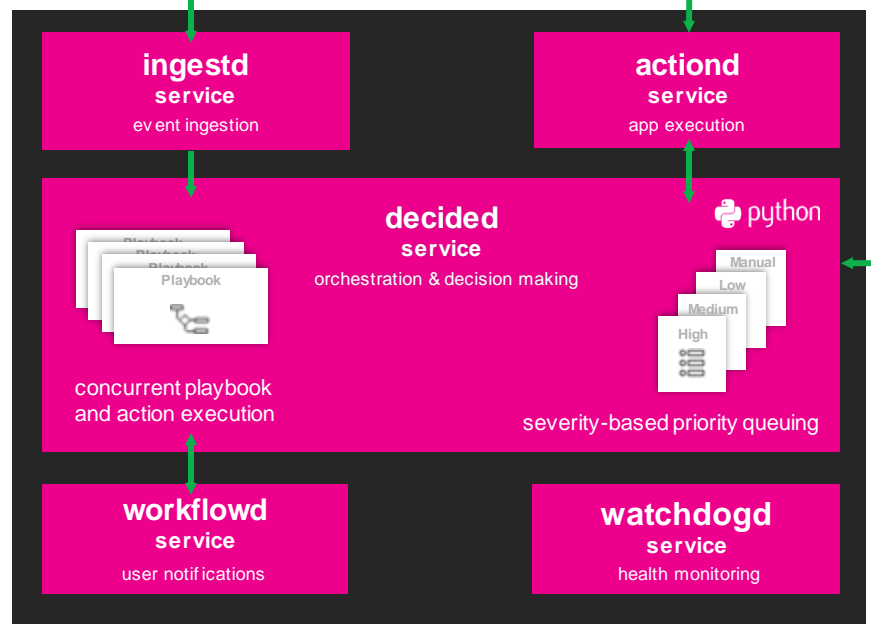 ingestd
service
event ingestion
actiond
service
app execution
decided
service
orchestration & decision making
python
Playbook
Playbook
Playbook
Playbook
Manual
Low
Medium
High
concurrent playbook
and action execution
severity-based priority queuing
workflowd
service
user notifications
watchdogd
service
health monitoring